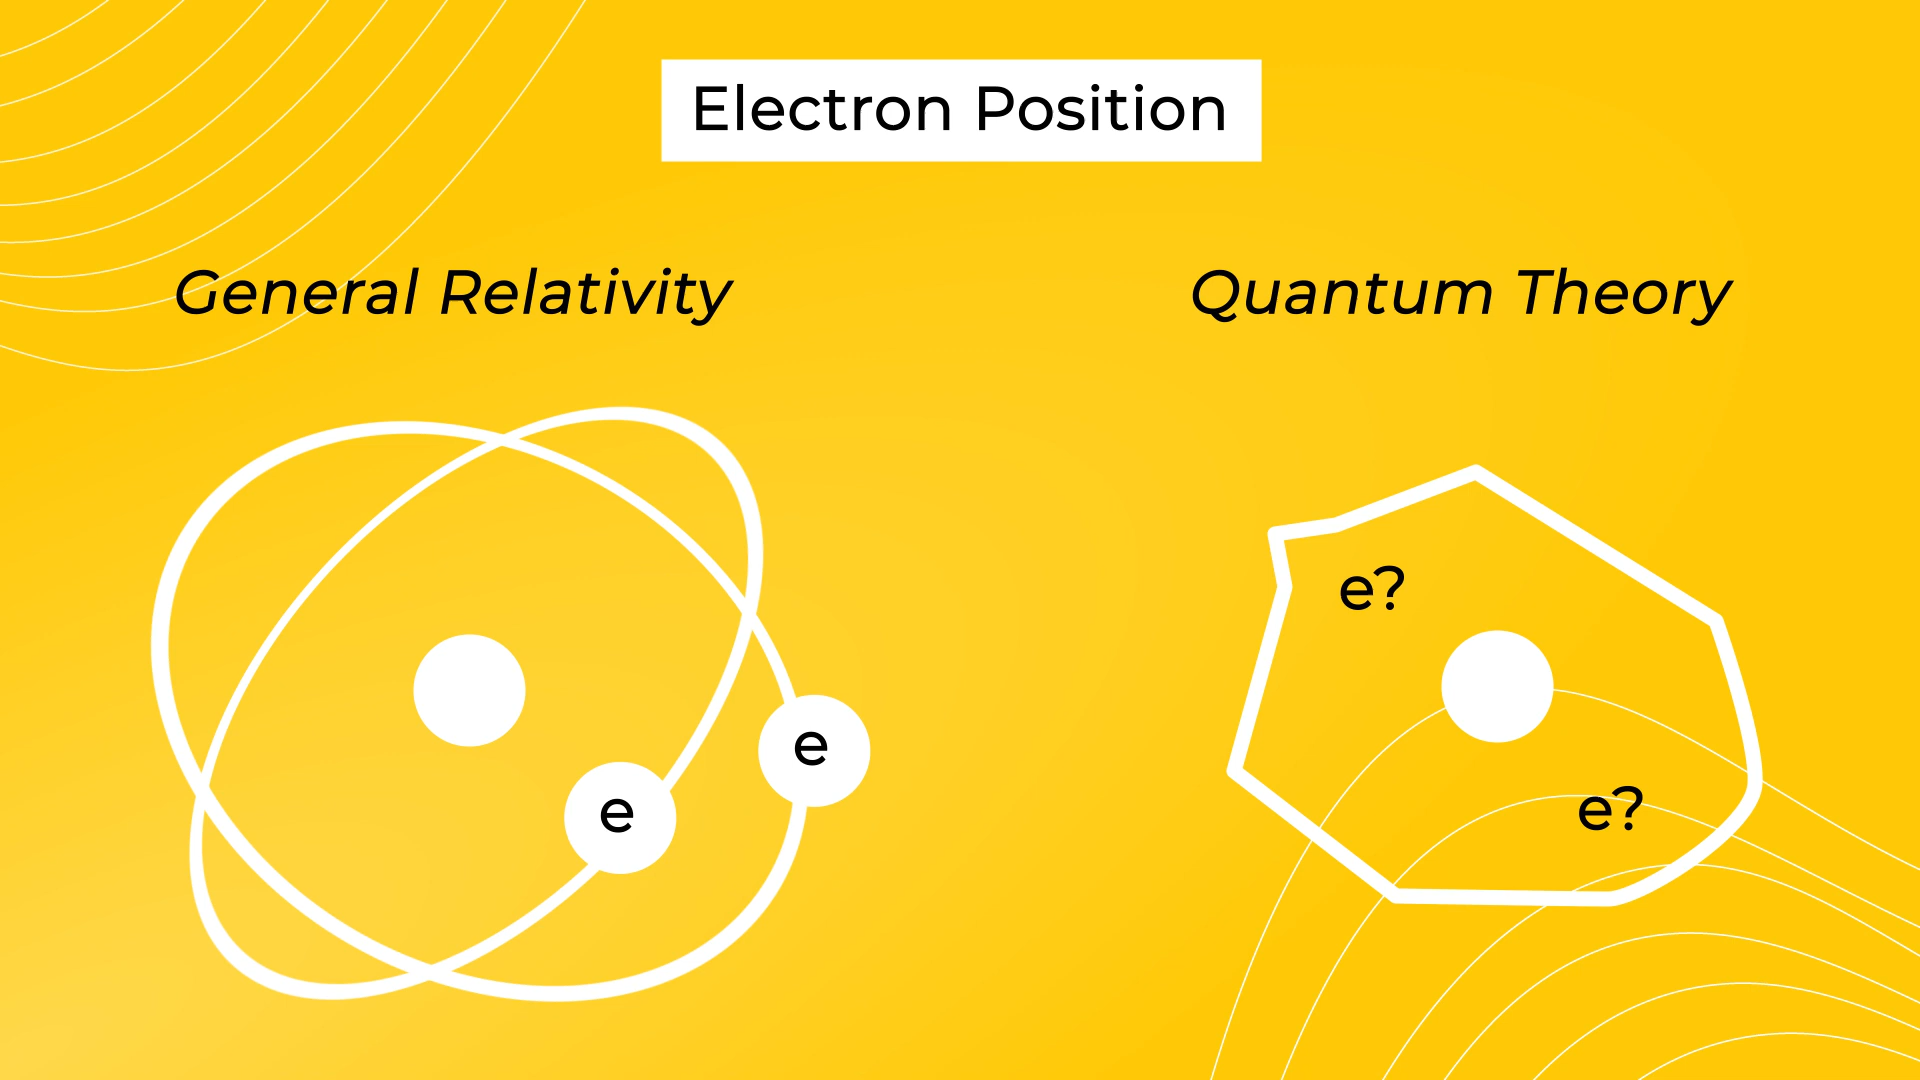 Electron Position
General Relativity
Quantum Theory
e?
e
e
e?